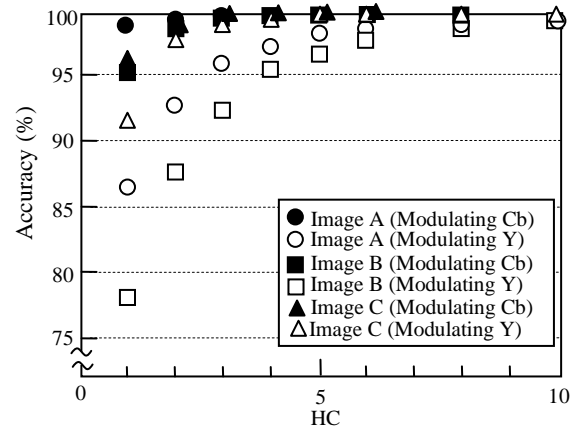 100
95
90
85
80
75
Accuracy (%)
Image A (Modulating Cb)
Image A (Modulating Y)
Image B (Modulating Cb)
Image B (Modulating Y)
Image C (Modulating Cb)
Image C (Modulating Y)
0
5
10
HC